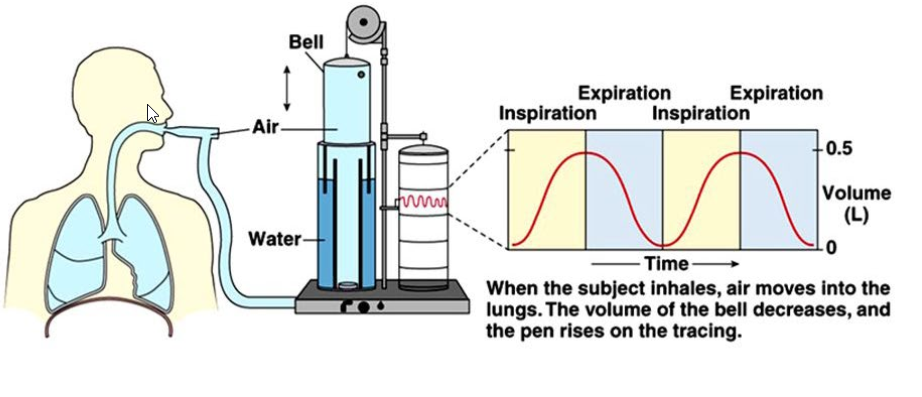 Bell
Air
Water
Expiration
Expiration
Inspiration
Inspiration
0.5
Volume
(L)
0
Time
When the subject inhales, air moves into the
lungs. The volume of the bell decreases, and
the pen rises on the tracing.